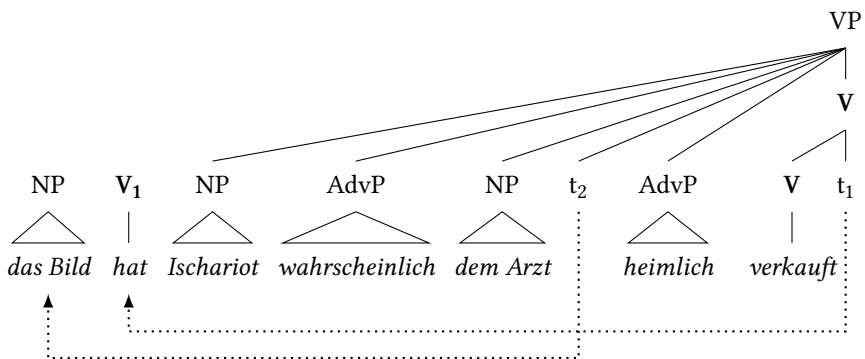 VP
V
NP V₁ NP AdvP NP t₂ AdvP V t₁
das Bild hat Ischariot wahrscheinlich dem Arzt heimlich verkauft